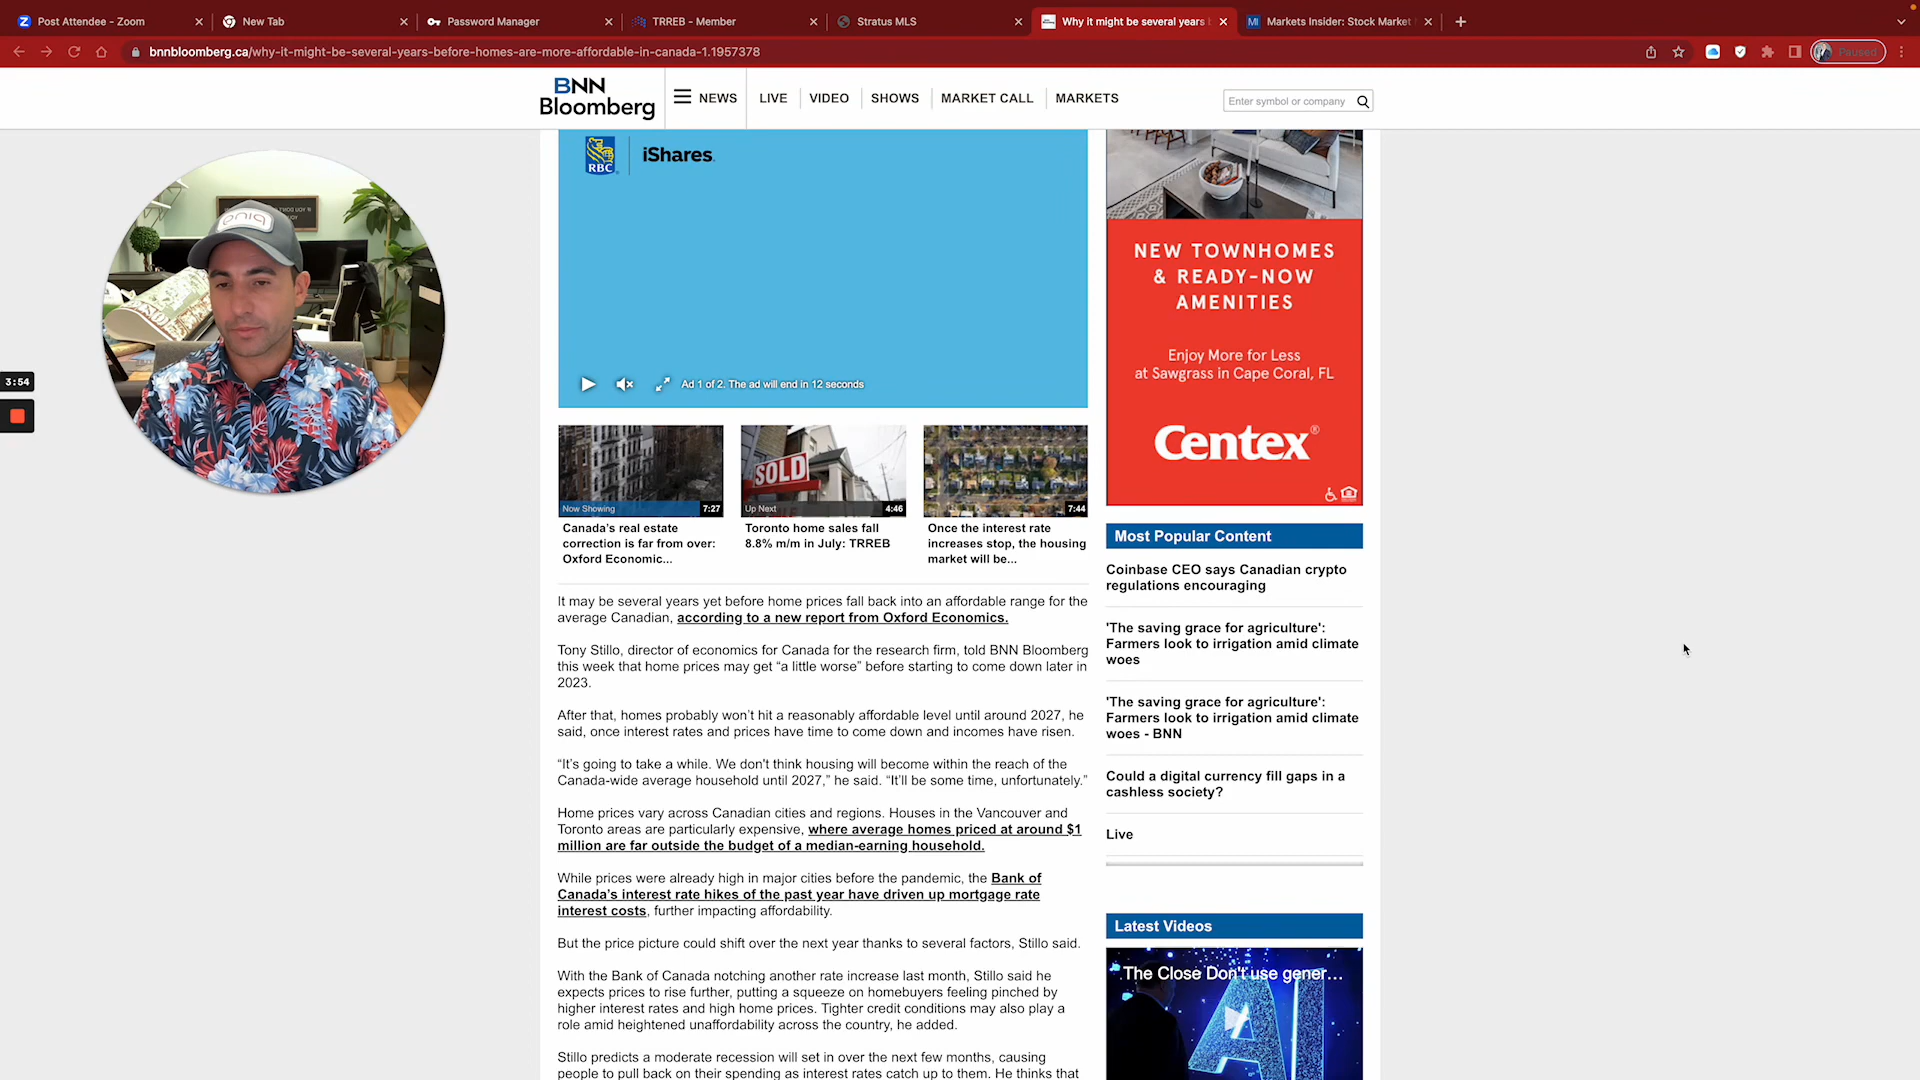 Post Attendee - Zoom
New Tab
Password Manager
TRREB - Member
Stratus MLS
Why it might be several years b
Markets Insider: Stock Market
bnnbloomberg.ca/why-it-might-be-several-years-before-homes-are-more-affordable-in-canada-1.1957378
Paused
BNN
Bloomberg
NEWS
LIVE
VIDEO
SHOWS
MARKET CALL
MARKETS
Enter symbol or company
RBC
iShares.
Ad 1 of 2. The ad will end in 12 seconds
3:54
SOLD
Now Showing
7:27
Up Next
4:46
7:44
Canada's real estate
correction is far from over:
Oxford Economic...
Toronto home sales fall
8.8% m/m in July: TRREB
Once the interest rate
increases stop, the housing
market will be...
It may be several years yet before home prices fall back into an affordable range for the
average Canadian, according to a new report from Oxford Economics.
Tony Stillo, director of economics for Canada for the research firm, told BNN Bloomberg
this week that home prices may get “a little worse” before starting to come down later in
2023.
After that, homes probably won’t hit a reasonably affordable level until around 2027, he
said, once interest rates and prices have time to come down and incomes have risen.
“It’s going to take a while. We don't think housing will become within the reach of the
Canada-wide average household until 2027,” he said. “It’ll be some time, unfortunately.”
Home prices vary across Canadian cities and regions. Houses in the Vancouver and
Toronto areas are particularly expensive, where average homes priced at around $1
million are far outside the budget of a median-earning household.
While prices were already high in major cities before the pandemic, the Bank of
Canada’s interest rate hikes of the past year have driven up mortgage rate
interest costs, further impacting affordability.
But the price picture could shift over the next year thanks to several factors, Stillo said.
With the Bank of Canada notching another rate increase last month, Stillo said he
expects prices to rise further, putting a squeeze on homebuyers feeling pinched by
higher interest rates and high home prices. Tighter credit conditions may also play a
role amid heightened unaffordability across the country, he added.
Stillo predicts a moderate recession will set in over the next few months, causing
people to pull back on their spending as interest rates catch up to them. He thinks that
NEW TOWNHOMES
& READY-NOW
AMENITIES
Enjoy More for Less
at Sawgrass in Cape Coral, FL
Centex®
Most Popular Content
Coinbase CEO says Canadian crypto
regulations encouraging
'The saving grace for agriculture':
Farmers look to irrigation amid climate
woes
'The saving grace for agriculture':
Farmers look to irrigation amid climate
woes - BNN
Could a digital currency fill gaps in a
cashless society?
Live
Latest Videos
The Close Don't use gener...
AI